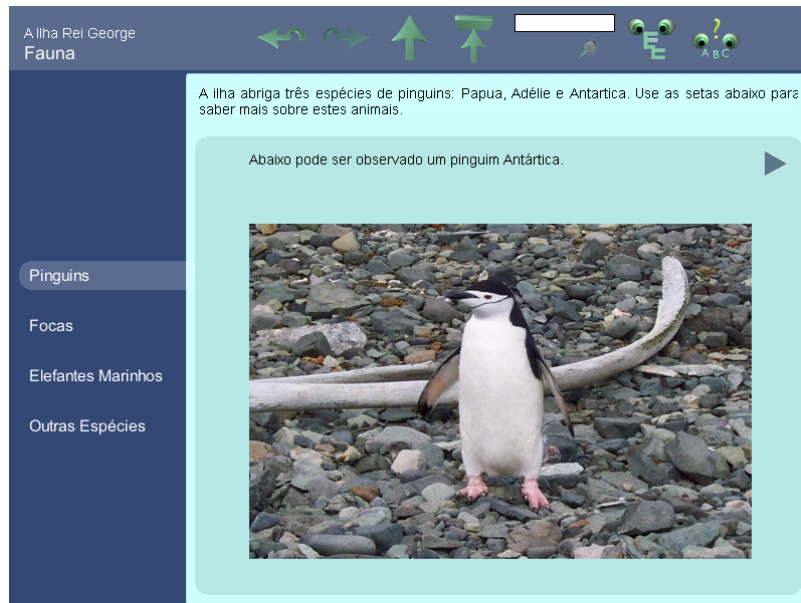 A Ilha Rei George
Fauna
EEE
?
ABC
A ilha abriga três espécies de pinguins: Papua, Adélie e Antartica. Use as setas abaixo para
saber mais sobre estes animais.
Abaixo pode ser observado um pinguim Antártica.
Pinguins
Focas
Elefantes Marinhos
Outras Espécies